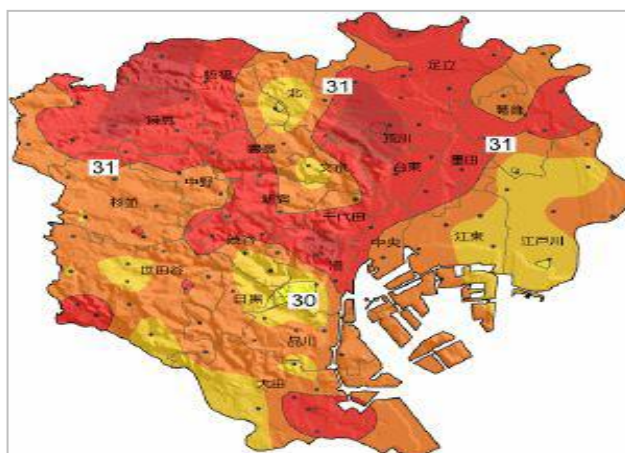 足立
板橋
北
31
葛飾
練馬
荒川
31
豊島
文京
台東
墨田
31
中野
新宿
杉並
千代田
渋谷
中央
江東
江戸川
港
世田谷
目黒
30
品川
大田